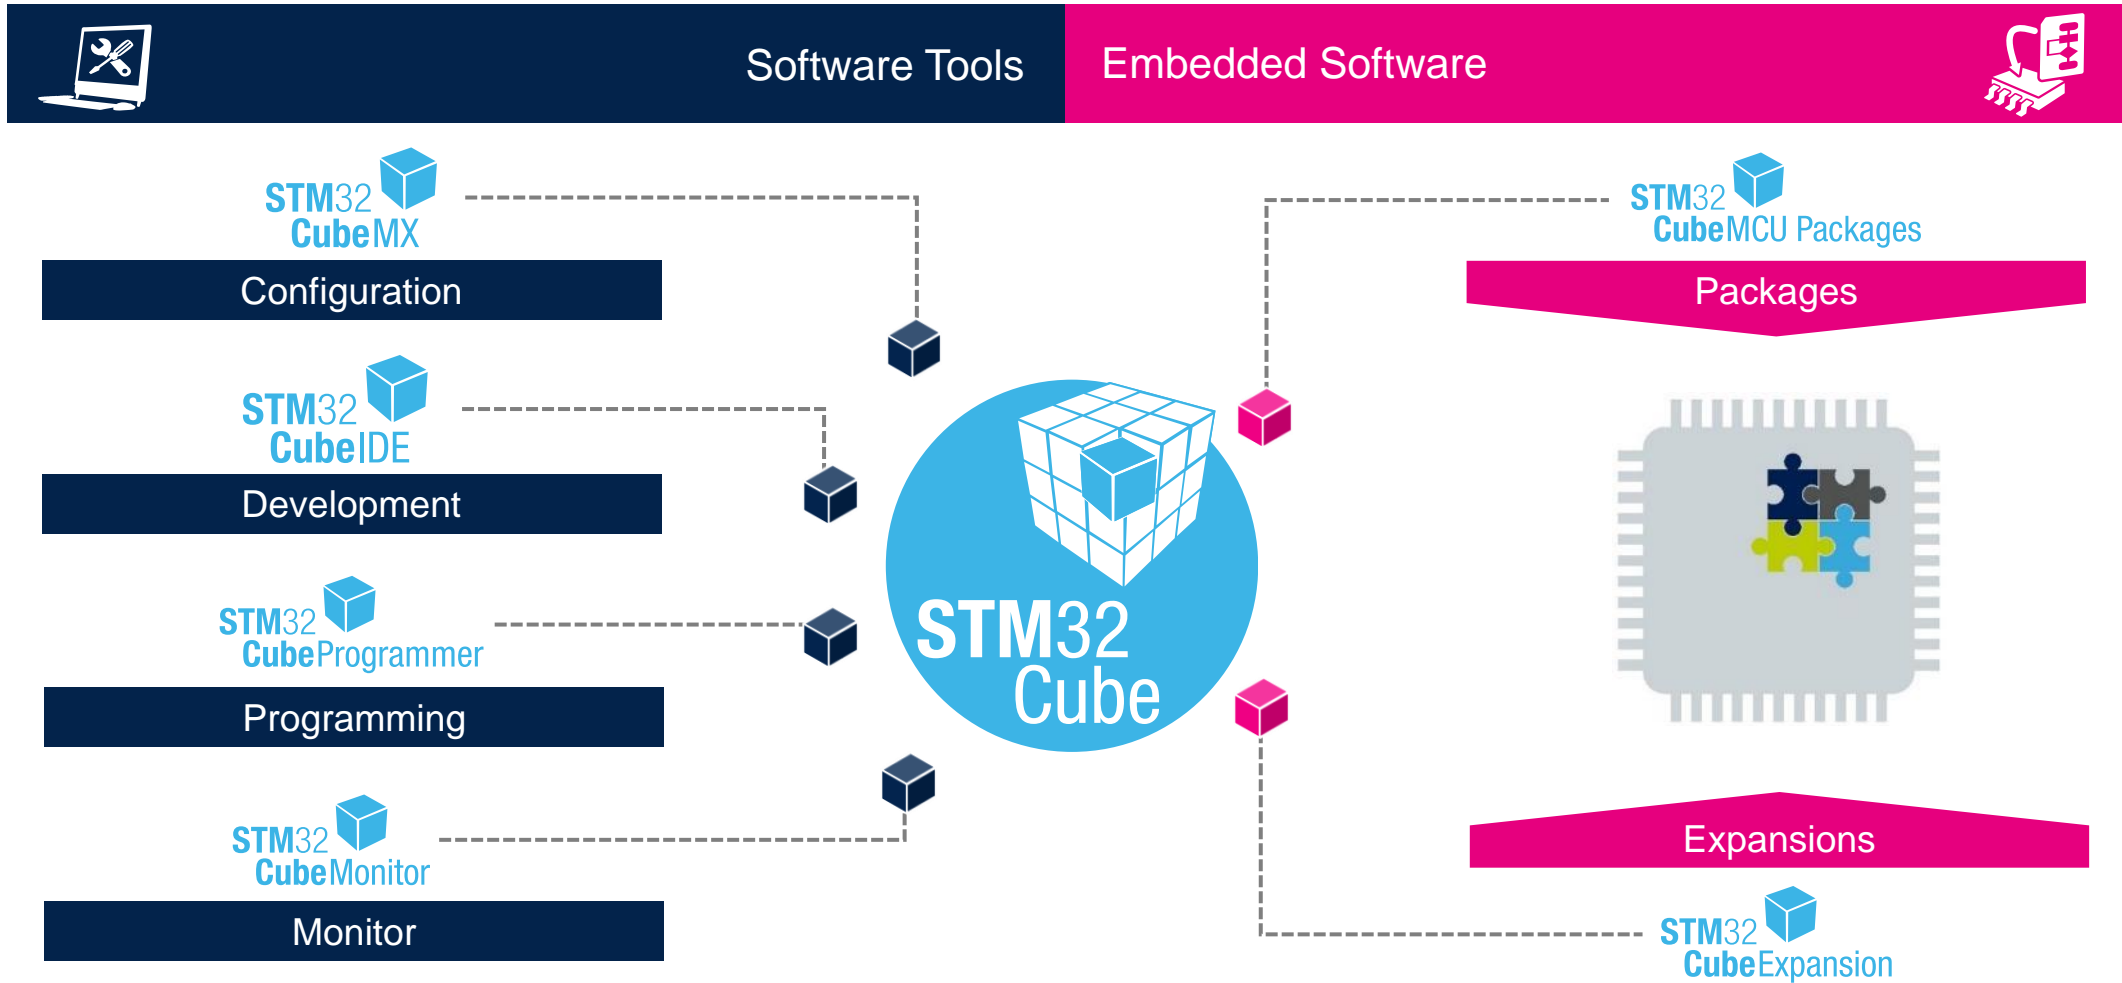 Software Tools
Embedded Software
STM32
CubeMX
Configuration
STM32
CubeIDE
Development
STM32
CubeProgrammer
Programming
STM32
CubeMonitor
Monitor
STM32
Cube
STM32
CubeMCU Packages
Packages
Expansions
STM32
CubeExpansion